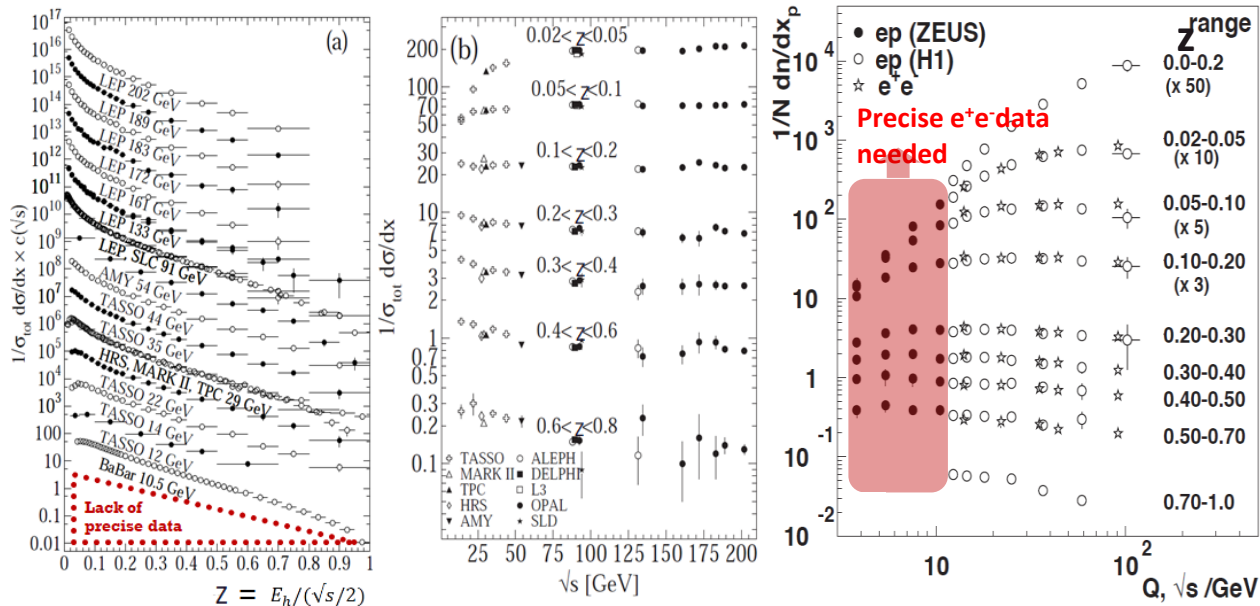 (a)
1/σtot dσ/dx × c(√s)
10^17
10^16
10^15
10^14
10^13
10^12
10^11
10^10
10^9
10^8
10^7
10^6
10^5
10^4
10^3
100
10
1
0.1
0.01
LEP 202 GeV
LEP 189 GeV
LEP 183 GeV
LEP 172 GeV
LEP 161 GeV
LEP 133 GeV
LEP, SLC 91 GeV
AMY 54 GeV
TASSO 44 GeV
TASSO 35 GeV
HRS, MARK II, TPC 29 GeV
TASSO 22 GeV
TASSO 14 GeV
TASSO 12 GeV
BaBar 10.5 GeV
Lack of
precise data
0 0.1 0.2 0.3 0.4 0.5 0.6 0.7 0.8 0.9 1
Z = E_h/(√s/2)
(b)
1/σtot dσ/dx
200
100
70
50
30
20
10
7
5
3
2
1
0.7
0.5
0.3
0.2
0.1
0.02< z <0.05
0.05< z <0.1
0.1< z <0.2
0.2< z <0.3
0.3< z <0.4
0.4< z <0.6
0.6< z <0.8
TASSO ALEPH
MARK II DELPHI
TPC L3
HRS OPAL
AMY SLD
25 50 75 100 125 150 175 200
√s [GeV]
1/N dn/dx_p
10^5
10^4
10^3
10^2
10
1
-1
10
-2
10
ep (ZEUS)
ep (H1)
e+e-
Precise e+e- data
needed
z range
0.0-0.2
(x 50)
0.02-0.05
(x 10)
0.05-0.10
(x 5)
0.10-0.20
(x 3)
0.20-0.30
0.30-0.40
0.40-0.50
0.50-0.70
0.70-1.0
10 10^2
Q, √s /GeV